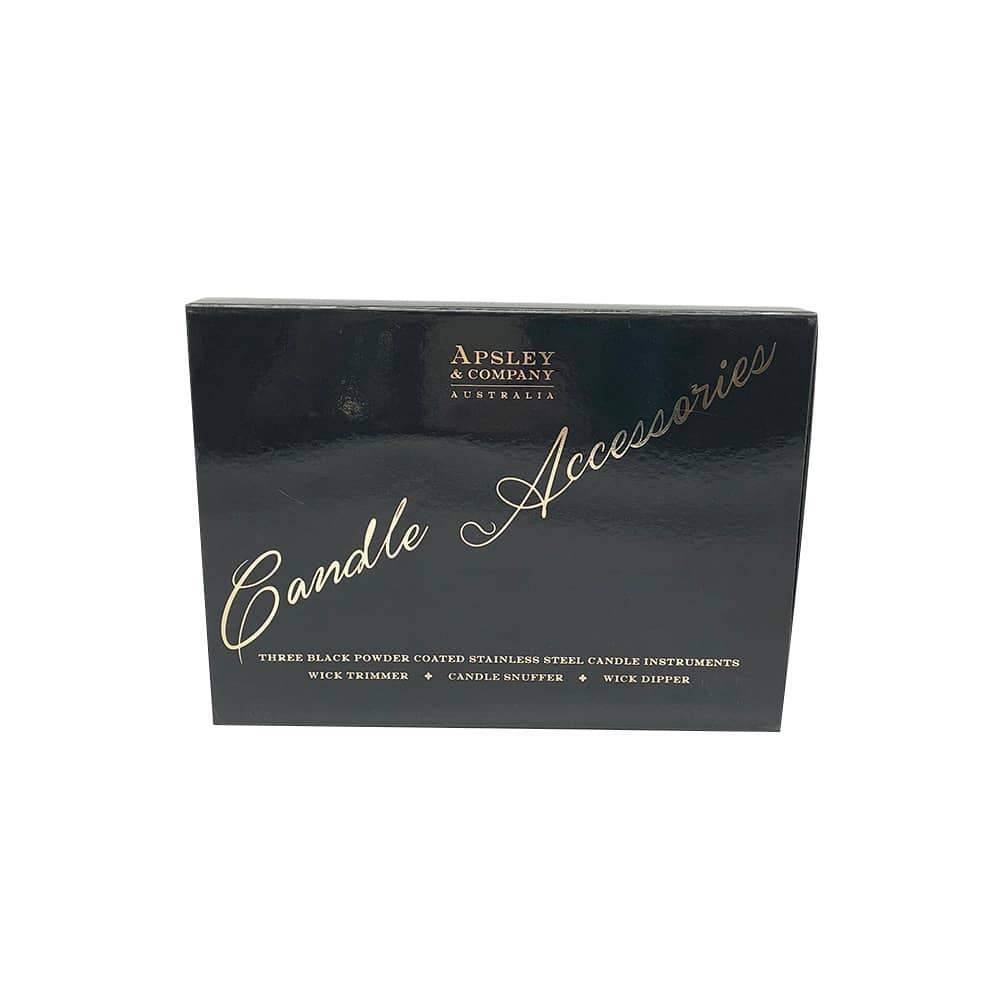 APSLEY
& COMPANY
AUSTRALIA
Candle Accessories
THREE BLACK POWDER COATED STAINLESS STEEL CANDLE INSTRUMENTS
WICK TRIMMER ✤ CANDLE SNUFFER ✤ WICK DIPPER